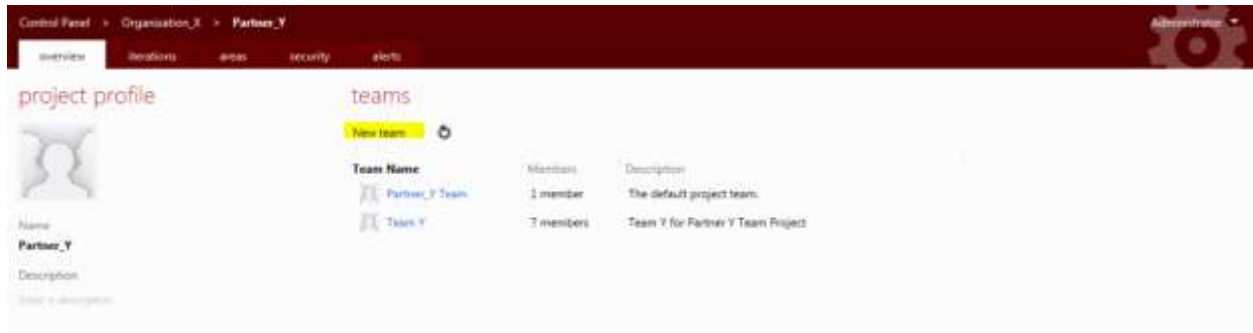 Control Panel > Organisation_X > Partner_Y
Administrator
overview iterations areas security alerts
project profile
teams
New team
Team Name Members Description
Partner_Y Team 1 member The default project team.
Team Y 7 members Team Y for Partner Y Team Project
Name
Partner_Y
Description
Enter a description